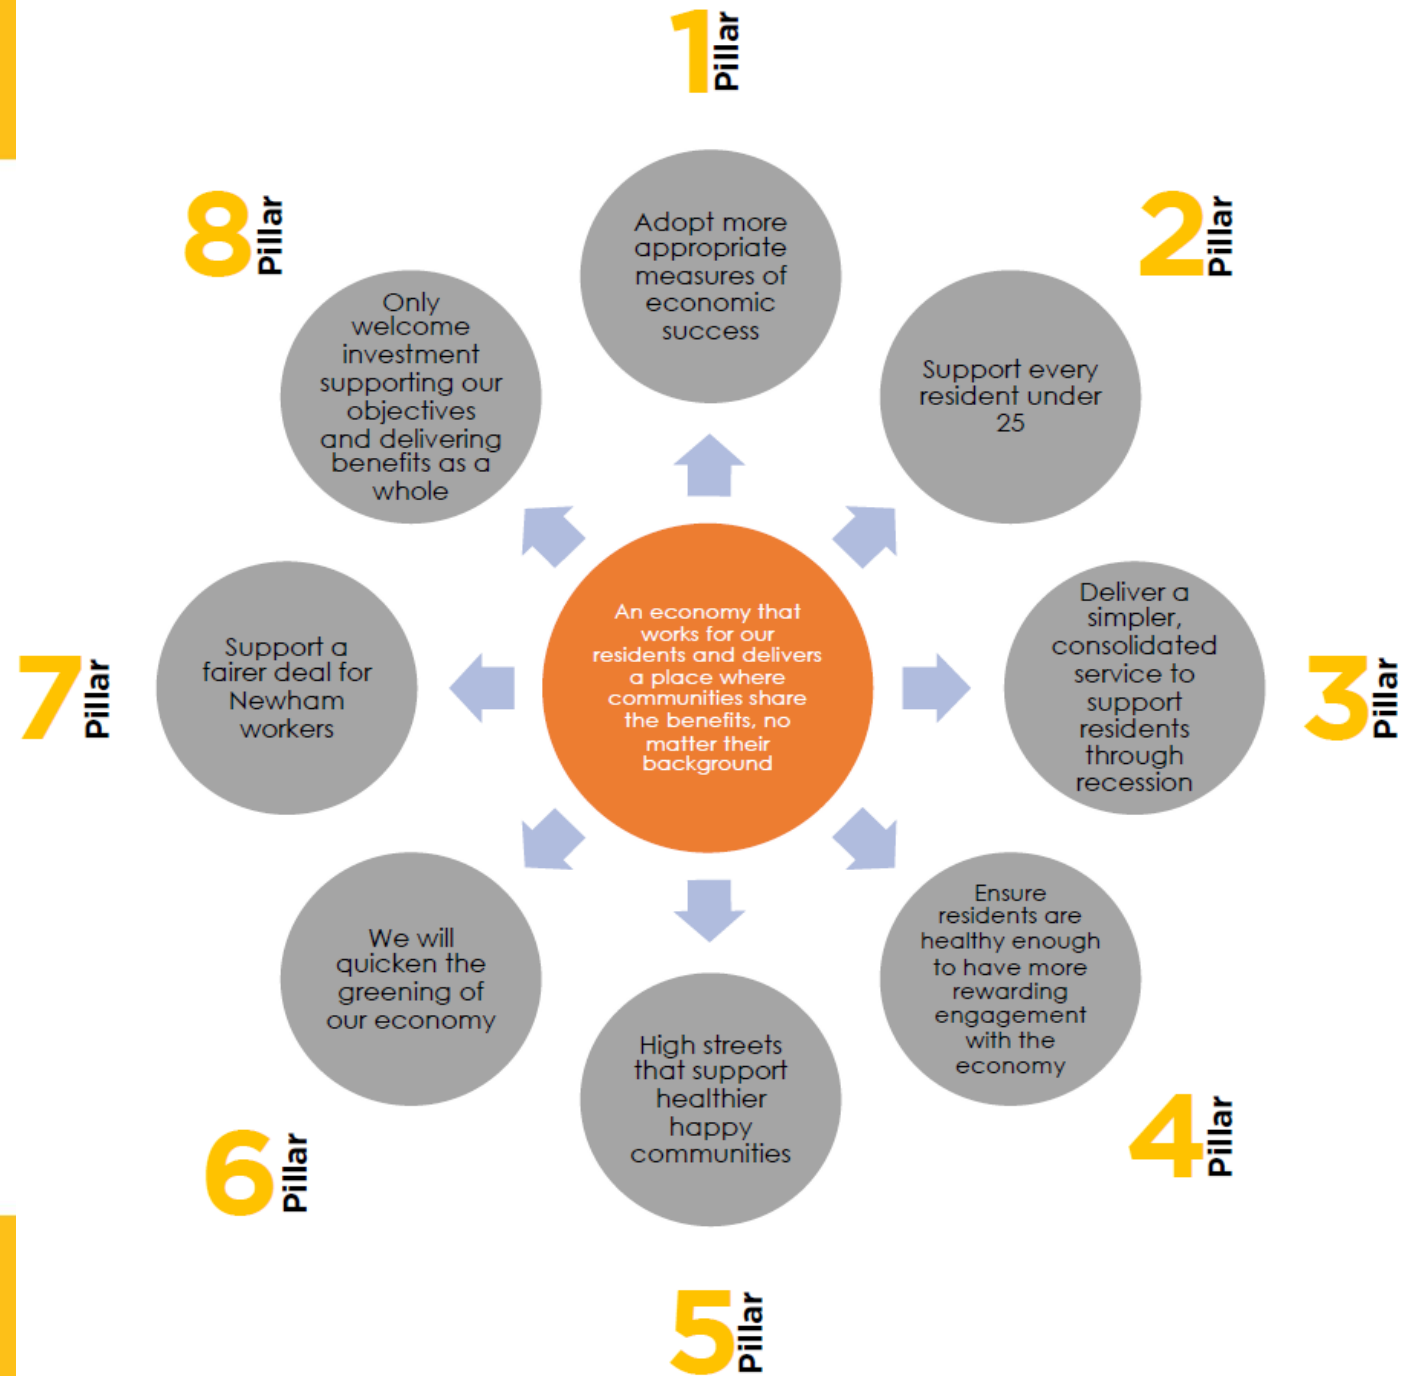 1
Pillar
Adopt more
appropriate
measures of
economic
success
2
Pillar
Support every
resident under
25
3
Pillar
Deliver a
simpler,
consolidated
service to
support
residents
through
recession
4
Pillar
Ensure
residents are
healthy enough
to have more
rewarding
engagement
with the
economy
5
Pillar
High streets
that support
healthier
happy
communities
6
Pillar
We will
quicken the
greening of
our economy
7
Pillar
Support a
fairer deal for
Newham
workers
8
Pillar
Only
welcome
investment
supporting our
objectives
and delivering
benefits as a
whole
An economy that
works for our
residents and delivers
a place where
communities share
the benefits, no
matter their
background